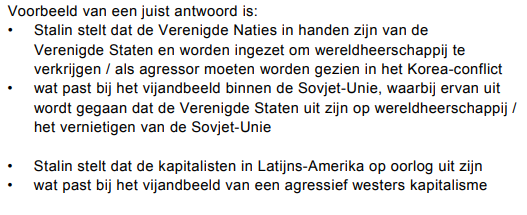 Voorbeeld van een juist antwoord is:
• Stalin stelt dat de Verenigde Naties in handen zijn van de
Verenigde Staten en worden ingezet om wereldheerschappij te
verkrijgen / als agressor moeten worden gezien in het Korea-conflict
• wat past bij het vijandbeeld binnen de Sovjet-Unie, waarbij ervan uit
wordt gegaan dat de Verenigde Staten uit zijn op wereldheerschappij /
het vernietigen van de Sovjet-Unie
• Stalin stelt dat de kapitalisten in Latijns-Amerika op oorlog uit zijn
• wat past bij het vijandbeeld van een agressief westers kapitalisme